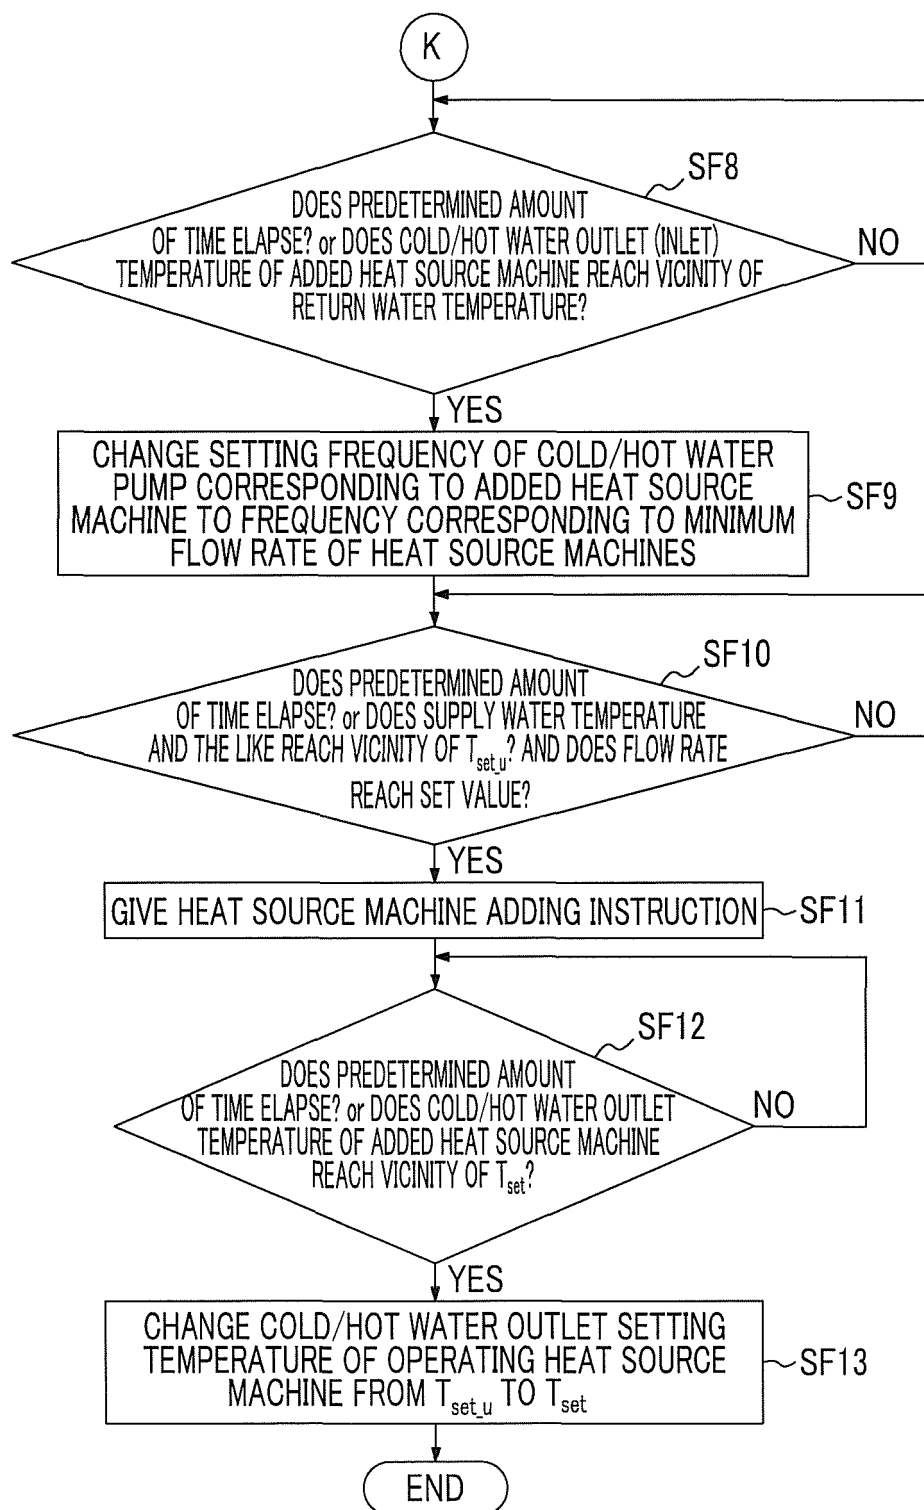 K
SF8
DOES PREDETERMINED AMOUNT
OF TIME ELAPSE? or DOES COLD/HOT WATER OUTLET (INLET)
TEMPERATURE OF ADDED HEAT SOURCE MACHINE REACH VICINITY OF
RETURN WATER TEMPERATURE?
NO
YES
CHANGE SETTING FREQUENCY OF COLD/HOT WATER
PUMP CORRESPONDING TO ADDED HEAT SOURCE
MACHINE TO FREQUENCY CORRESPONDING TO MINIMUM
FLOW RATE OF HEAT SOURCE MACHINES
SF9
SF10
DOES PREDETERMINED AMOUNT
OF TIME ELAPSE? or DOES SUPPLY WATER TEMPERATURE
AND THE LIKE REACH VICINITY OF Tset_u? AND DOES FLOW RATE
REACH SET VALUE?
NO
YES
GIVE HEAT SOURCE MACHINE ADDING INSTRUCTION
SF11
SF12
DOES PREDETERMINED AMOUNT
OF TIME ELAPSE? or DOES COLD/HOT WATER OUTLET
TEMPERATURE OF ADDED HEAT SOURCE MACHINE
REACH VICINITY OF Tset?
NO
YES
CHANGE COLD/HOT WATER OUTLET SETTING
TEMPERATURE OF OPERATING HEAT SOURCE
MACHINE FROM Tset_u TO Tset
SF13
END